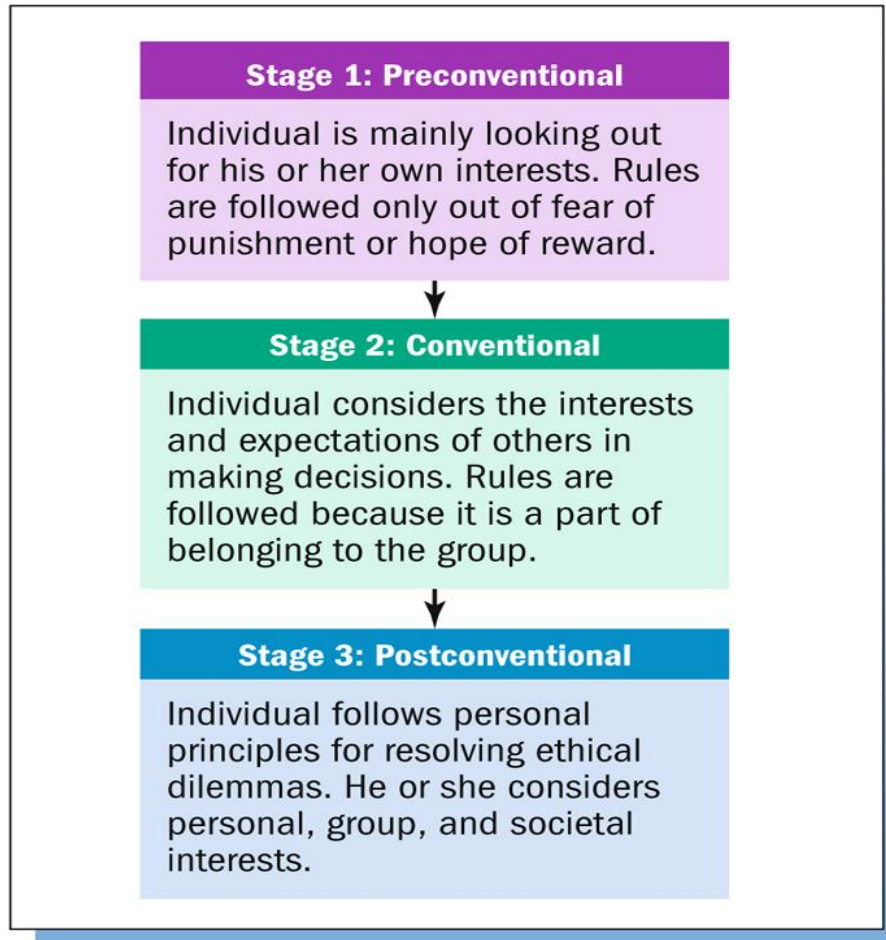 Stage 1: Preconventional
Individual is mainly looking out
for his or her own interests. Rules
are followed only out of fear of
punishment or hope of reward.
Stage 2: Conventional
Individual considers the interests
and expectations of others in
making decisions. Rules are
followed because it is a part of
belonging to the group.
Stage 3: Postconventional
Individual follows personal
principles for resolving ethical
dilemmas. He or she considers
personal, group, and societal
interests.